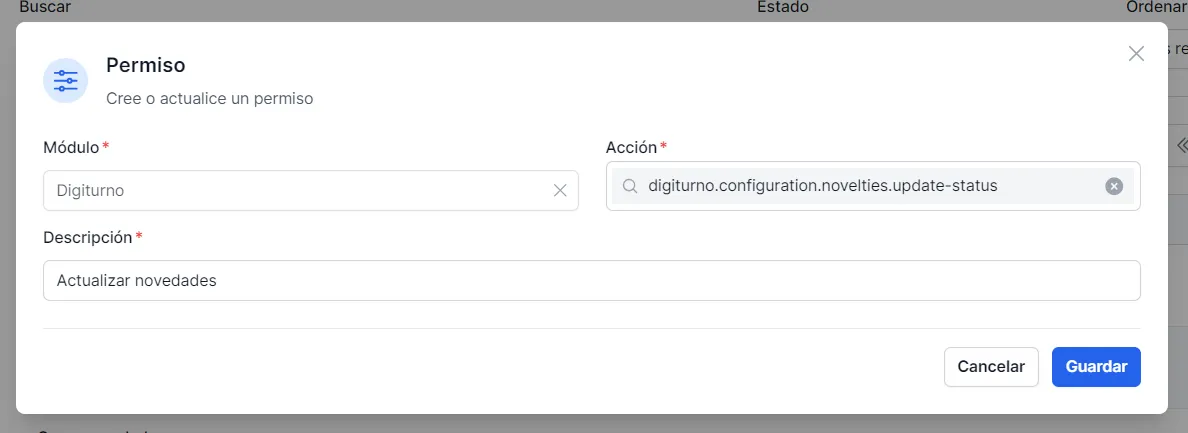 Buscar Estado Ordenar
Permiso
Cree o actualice un permiso
Módulo* Acción*
Digiturno digiturno.configuration.novelties.update-status
Descripción*
Actualizar novedades
Cancelar Guardar